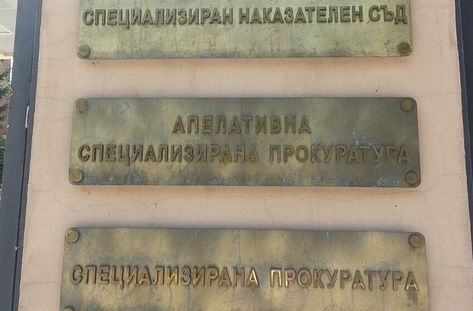 СПЕЦИАЛИЗИРАН НАКАЗАТЕЛЕН СЪД
АПЕЛАТИВНА
СПЕЦИАЛИЗИРАНА ПРОКУРАТУРА
СПЕЦИАЛИЗИРАНА ПРОКУРАТУРА